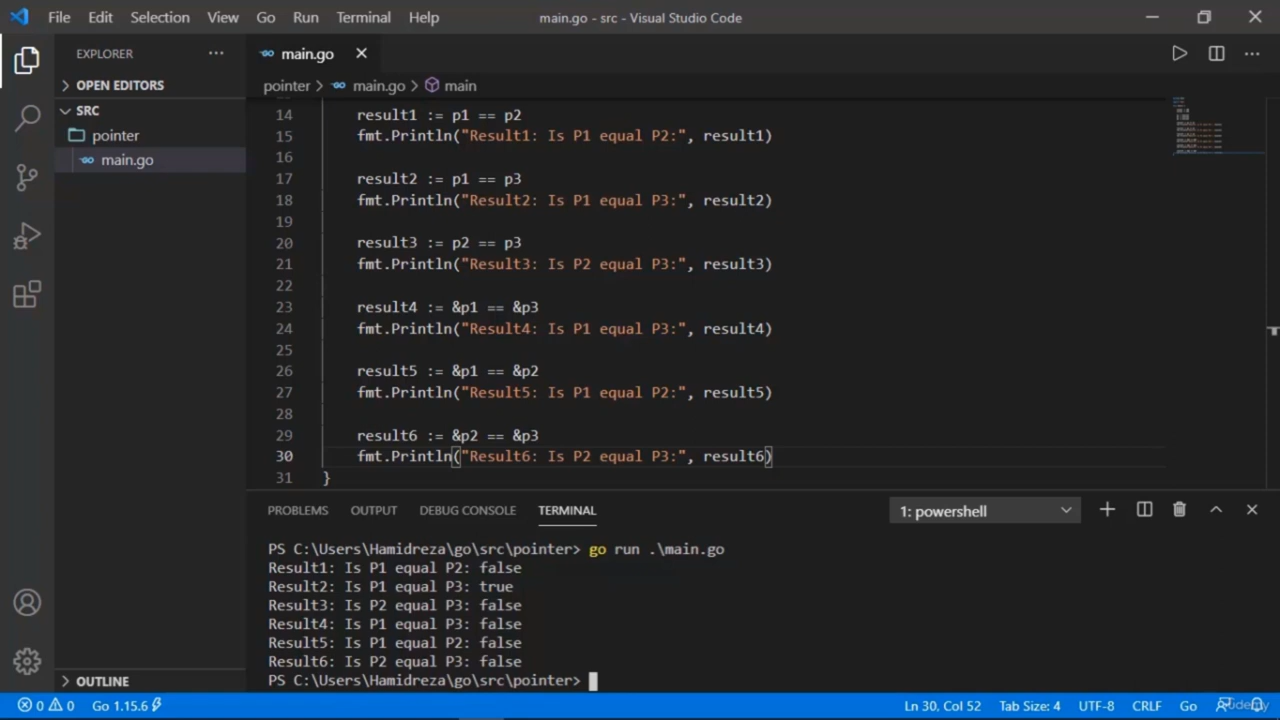 File Edit Selection View Go Run Terminal Help main.go - src - Visual Studio Code
EXPLORER
main.go
OPEN EDITORS
pointer > main.go > main
SRC
pointer
main.go
14 result1 := p1 == p2
15 fmt.Println("Result1: Is P1 equal P2:", result1)
16
17 result2 := p1 == p3
18 fmt.Println("Result2: Is P1 equal P3:", result2)
19
20 result3 := p2 == p3
21 fmt.Println("Result3: Is P2 equal P3:", result3)
22
23 result4 := &p1 == &p3
24 fmt.Println("Result4: Is P1 equal P3:", result4)
25
26 result5 := &p1 == &p2
27 fmt.Println("Result5: Is P1 equal P2:", result5)
28
29 result6 := &p2 == &p3
30 fmt.Println("Result6: Is P2 equal P3:", result6)
31 }
PROBLEMS OUTPUT DEBUG CONSOLE TERMINAL 1: powershell
PS C:\Users\Hamidreza\go\src\pointer> go run .\main.go
Result1: Is P1 equal P2: false
Result2: Is P1 equal P3: true
Result3: Is P2 equal P3: false
Result4: Is P1 equal P3: false
Result5: Is P1 equal P2: false
Result6: Is P2 equal P3: false
PS C:\Users\Hamidreza\go\src\pointer>
OUTLINE
0 0 Go 1.15.6 Ln 30, Col 52 Tab Size: 4 UTF-8 CRLF Go